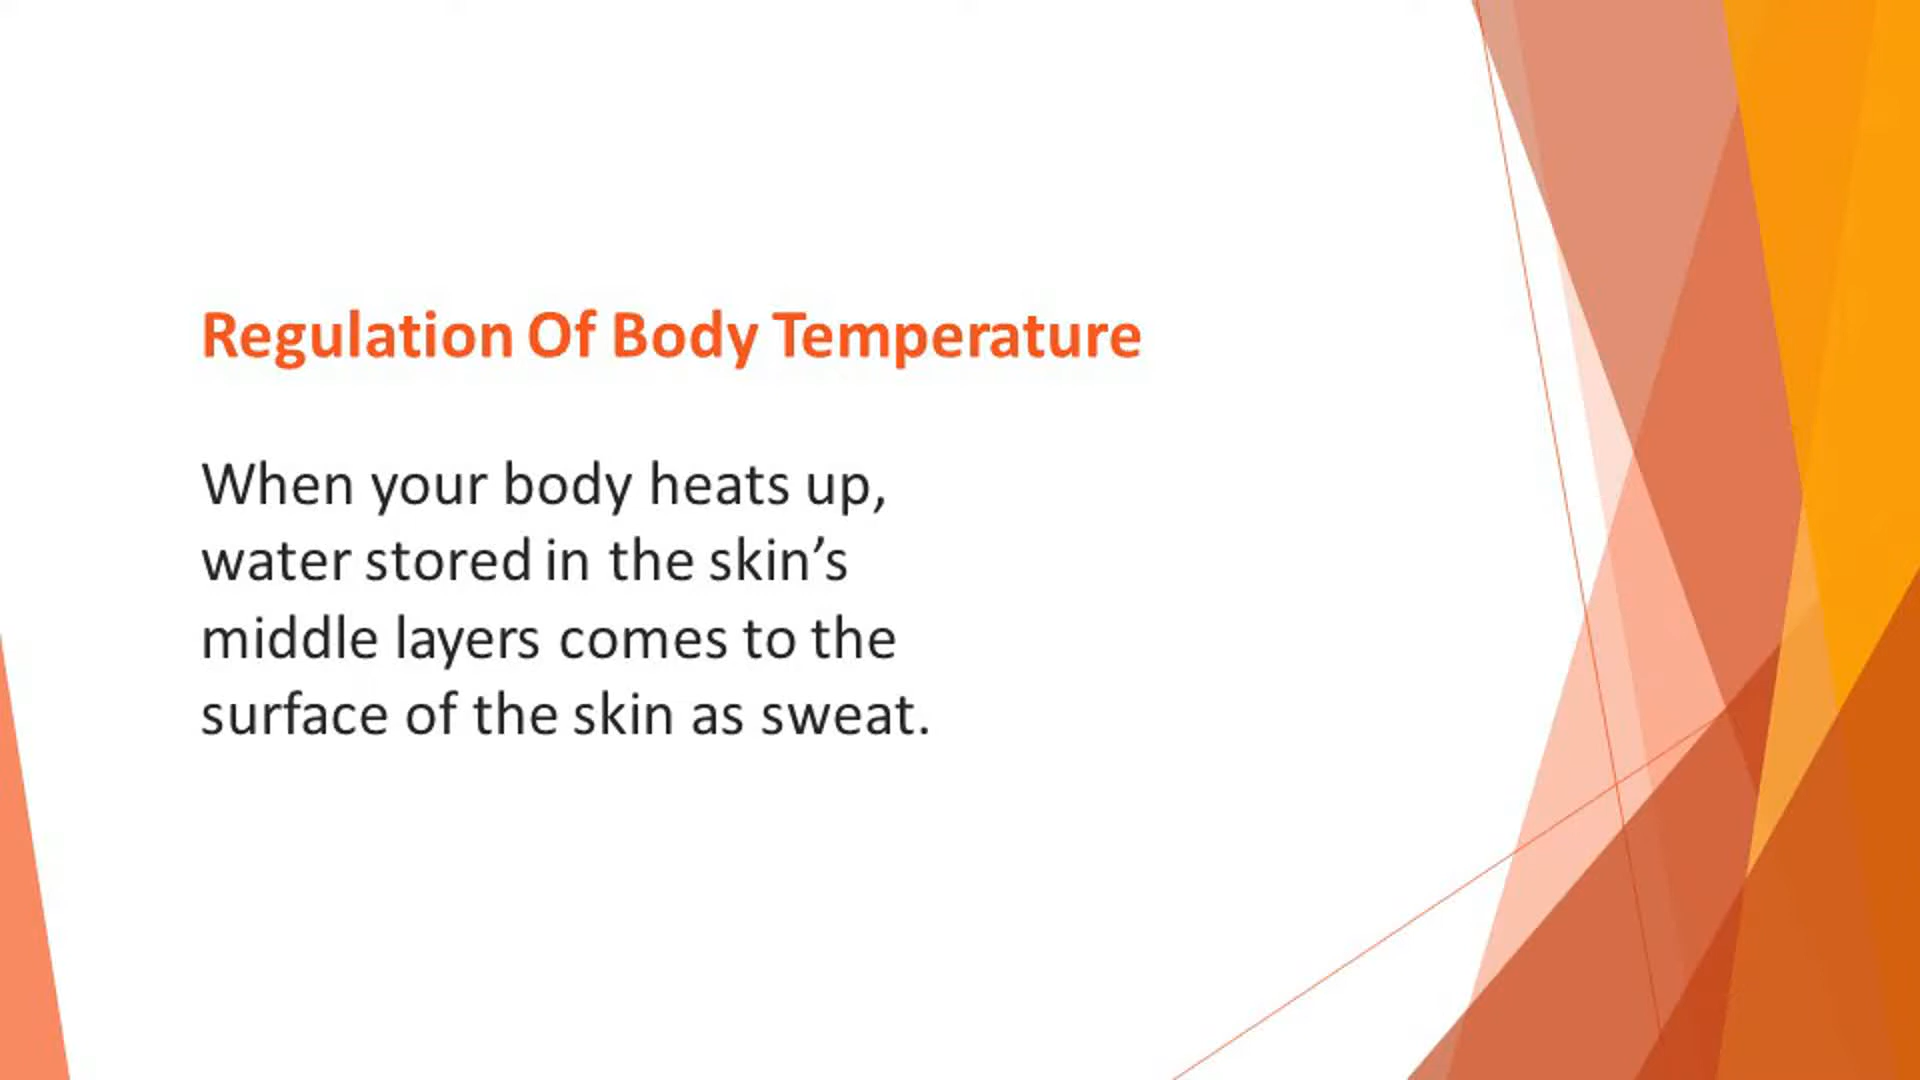 Regulation Of Body Temperature
When your body heats up,
water stored in the skin’s
middle layers comes to the
surface of the skin as sweat.